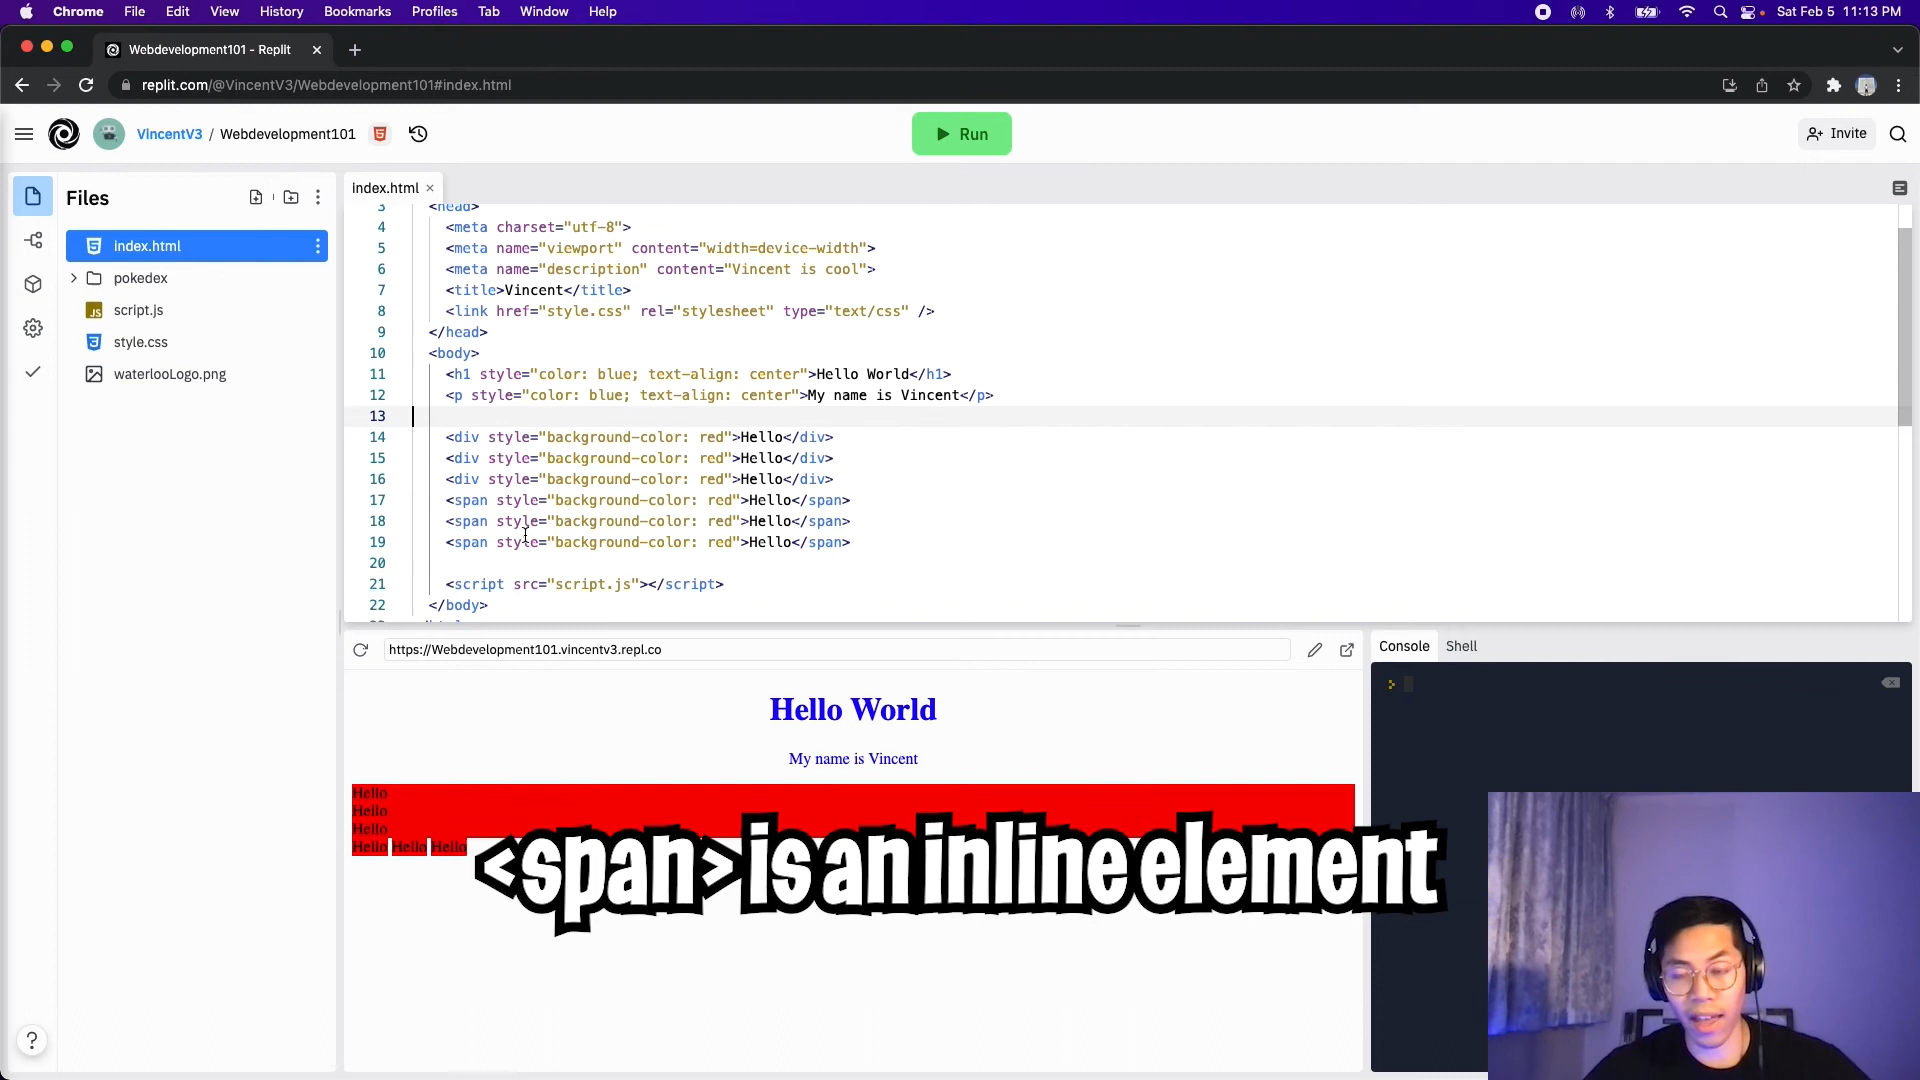 Chrome File Edit View History Bookmarks Profiles Tab Window Help
Sat Feb 5 11:13 PM
Webdevelopment101 - Replit
replit.com/@VincentV3/Webdevelopment101#index.html
VincentV3 / Webdevelopment101
Run
Invite
Files
index.html
pokedex
script.js
style.css
waterlooLogo.png
index.html
3 <head>
4 <meta charset="utf-8">
5 <meta name="viewport" content="width=device-width">
6 <meta name="description" content="Vincent is cool">
7 <title>Vincent</title>
8 <link href="style.css" rel="stylesheet" type="text/css" />
9 </head>
10 <body>
11 <h1 style="color: blue; text-align: center">Hello World</h1>
12 <p style="color: blue; text-align: center">My name is Vincent</p>
13
14 <div style="background-color: red">Hello</div>
15 <div style="background-color: red">Hello</div>
16 <div style="background-color: red">Hello</div>
17 <span style="background-color: red">Hello</span>
18 <span style="background-color: red">Hello</span>
19 <span style="background-color: red">Hello</span>
20
21 <script src="script.js"></script>
22 </body>
https://Webdevelopment101.vincentv3.repl.co
Console Shell
Hello World
My name is Vincent
Hello
Hello
Hello
Hello Hello Hello
<span> is an inline element
?